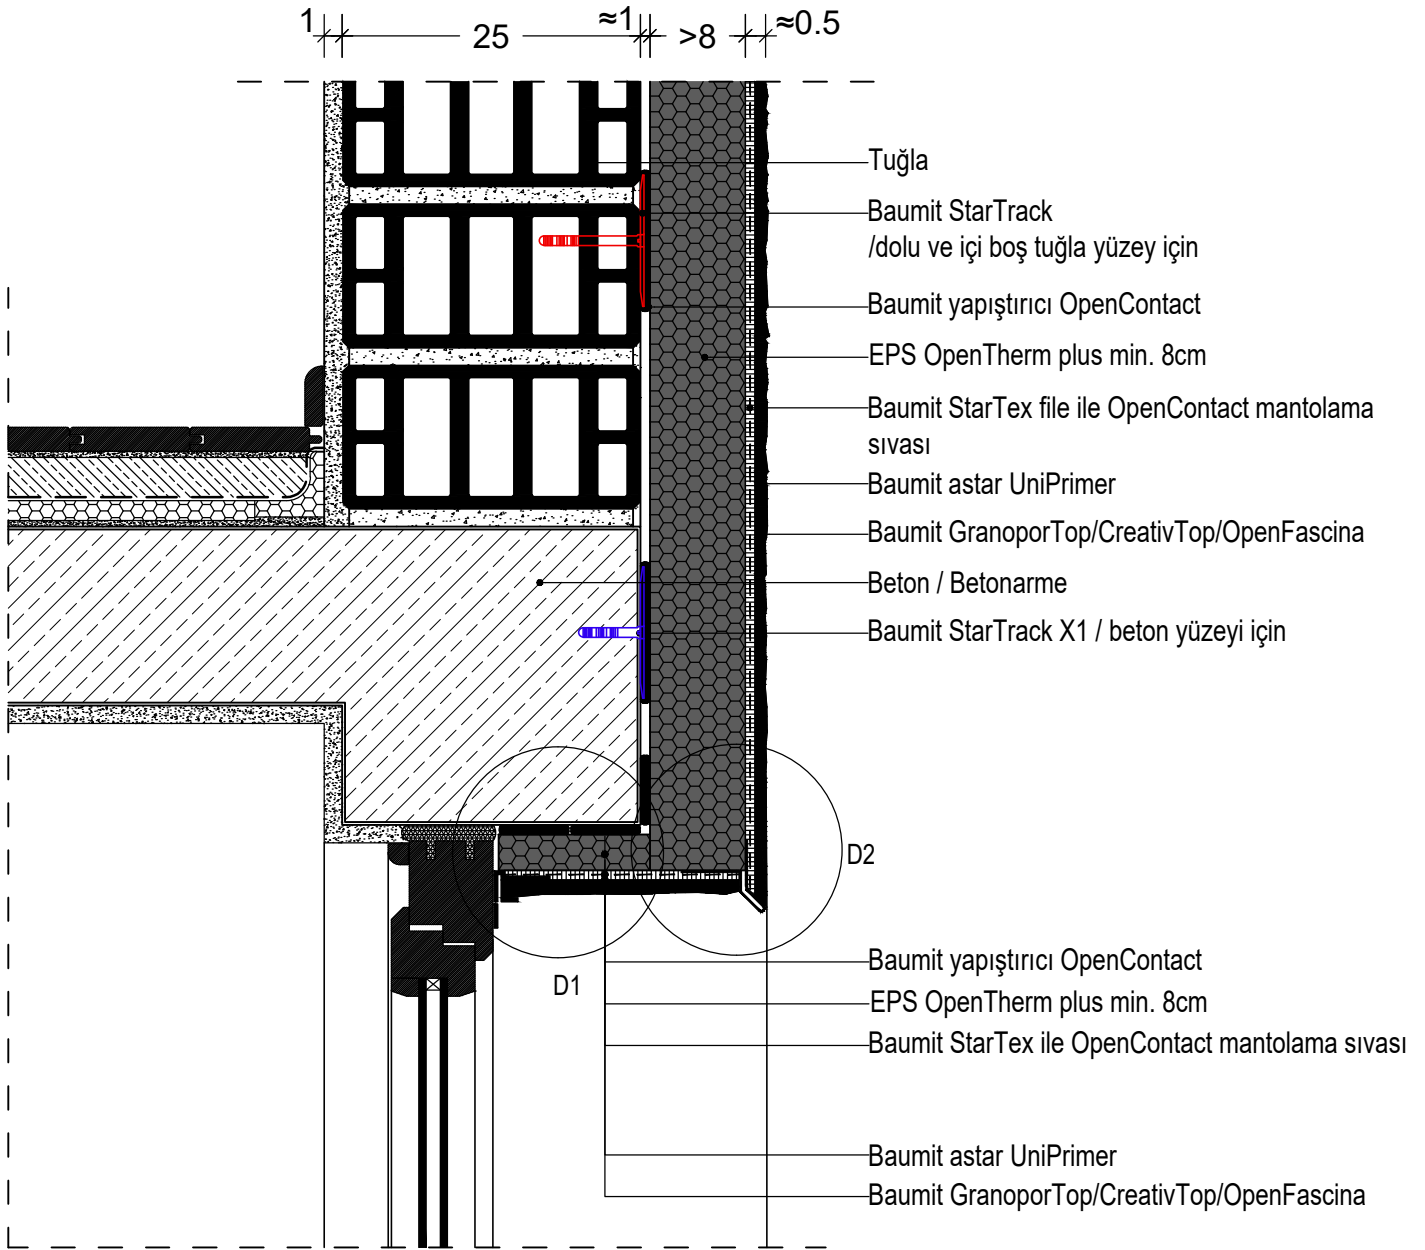 1 25 ≈1 >8 ≈0.5
Tuğla
Baumit StarTrack
/dolu ve içi boş tuğla yüzey için
Baumit yapıştırıcı OpenContact
EPS OpenTherm plus min. 8cm
Baumit StarTex file ile OpenContact mantolama
sıvası
Baumit astar UniPrimer
Baumit GranoporTop/CreativTop/OpenFascina
Beton / Betonarme
Baumit StarTrack X1 / beton yüzeyi için
D2
D1
Baumit yapıştırıcı OpenContact
EPS OpenTherm plus min. 8cm
Baumit StarTex ile OpenContact mantolama sıvası
Baumit astar UniPrimer
Baumit GranoporTop/CreativTop/OpenFascina